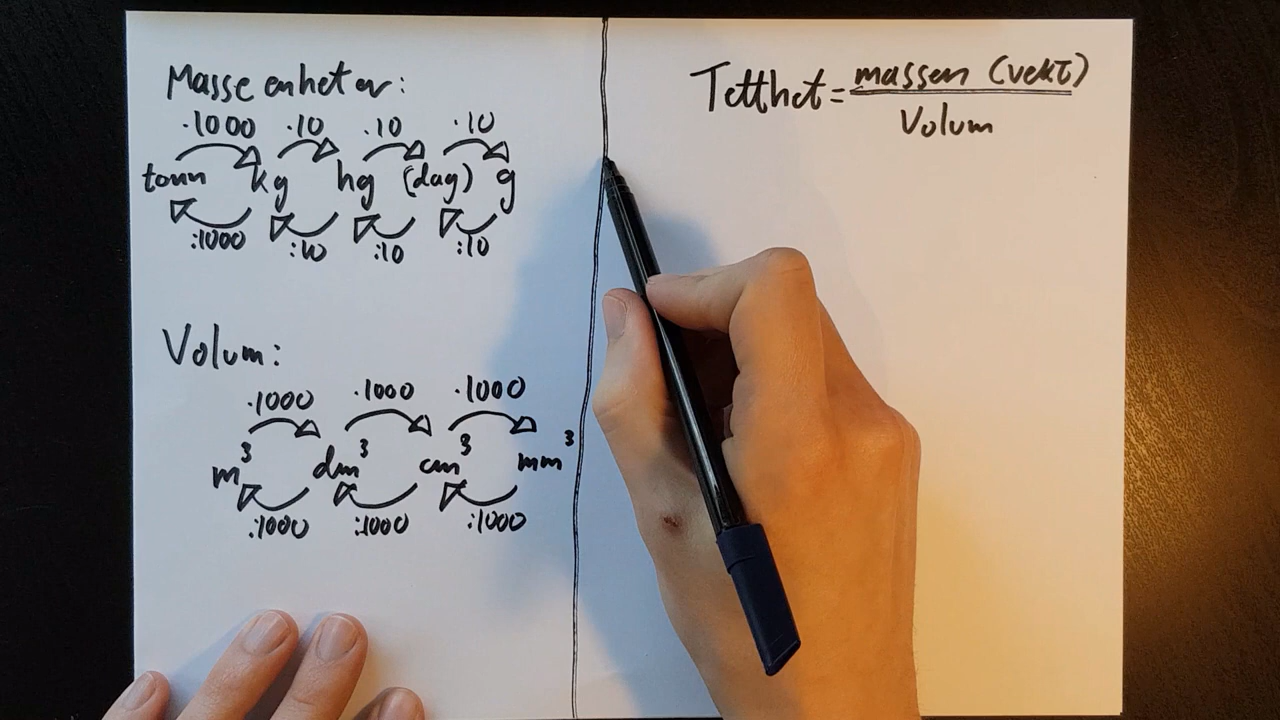 Masse enheter:
·1000 ·10 ·10 ·10
tonn kg hg (dag) g
:1000 :10 :10 :10
Volum:
·1000 ·1000 ·1000
m³ dm³ cm³ mm³
:1000 :1000 :1000
Tetthet = massen (vekt)
Volum